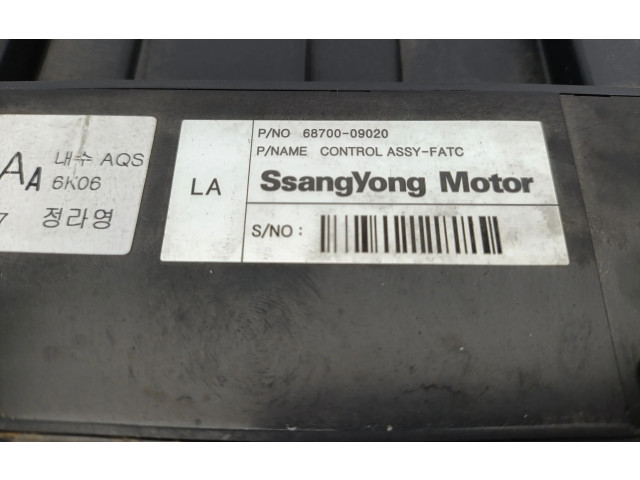 AA
내수 AQS
6K06
7 정라영
LA
P/NO 68700-09020
P/NAME CONTROL ASSY-FATC
SsangYong Motor
S/NO :